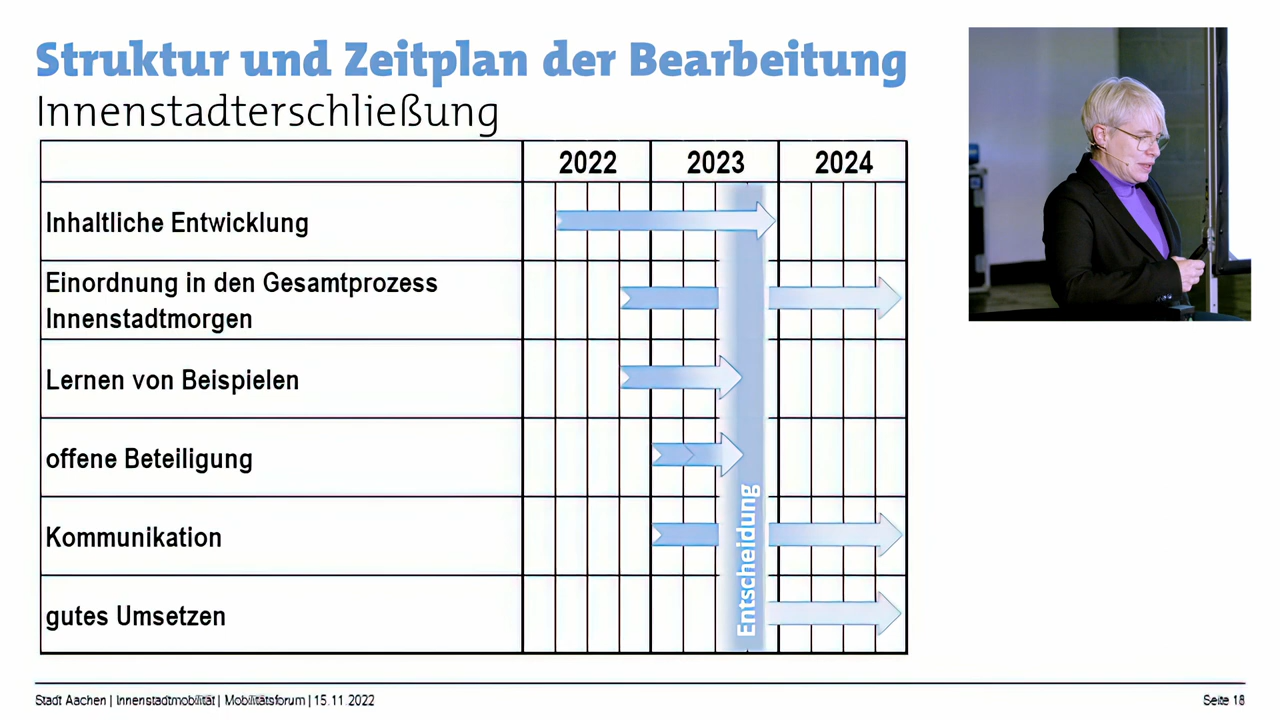 Struktur und Zeitplan der Bearbeitung
Innenstadterschließung
2022 2023 2024
Inhaltliche Entwicklung
Einordnung in den Gesamtprozess
Innenstadtmorgen
Lernen von Beispielen
offene Beteiligung
Kommunikation
gutes Umsetzen
Entscheidung
Stadt Aachen | Innenstadtmobilität | Mobilitätsforum | 15.11.2022
Seite 18